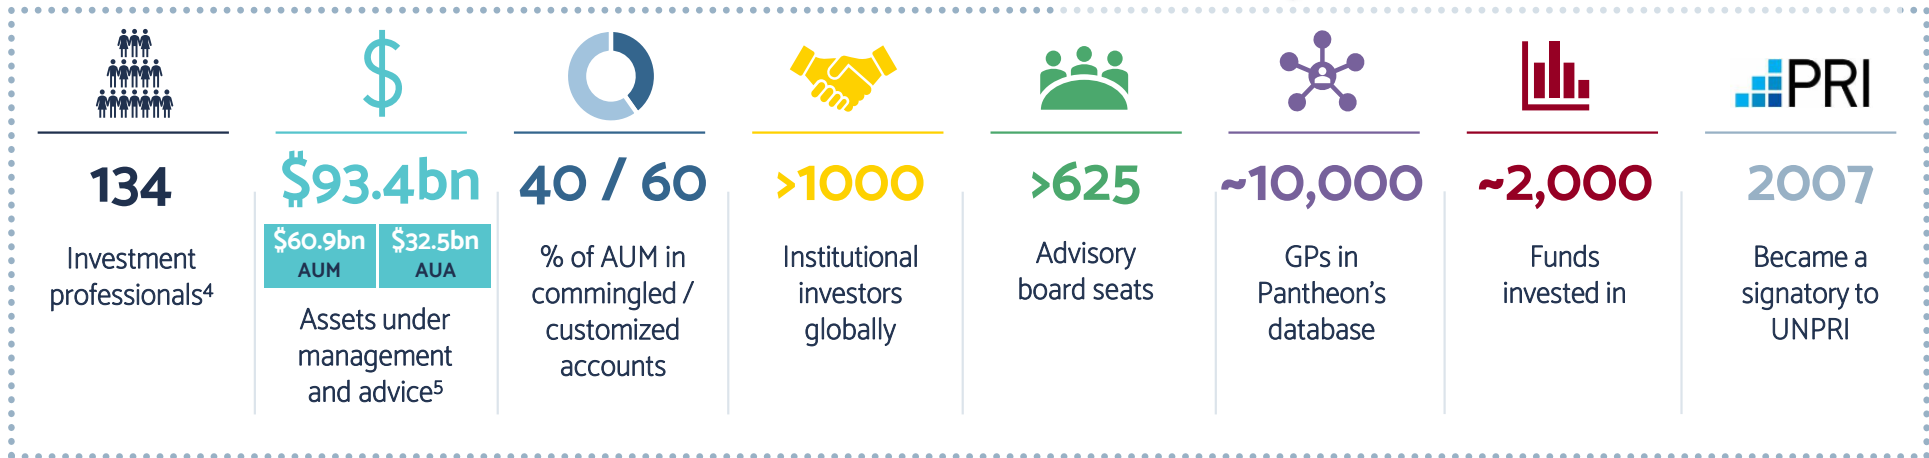 134
Investment
professionals⁴
$93.4bn
$60.9bn
AUM
$32.5bn
AUA
Assets under
management
and advice⁵
40 / 60
% of AUM in
commingled /
customized
accounts
>1000
Institutional
investors
globally
>625
Advisory
board seats
~10,000
GPs in
Pantheon's
database
~2,000
Funds
invested in
PRI
2007
Became a
signatory to
UNPRI